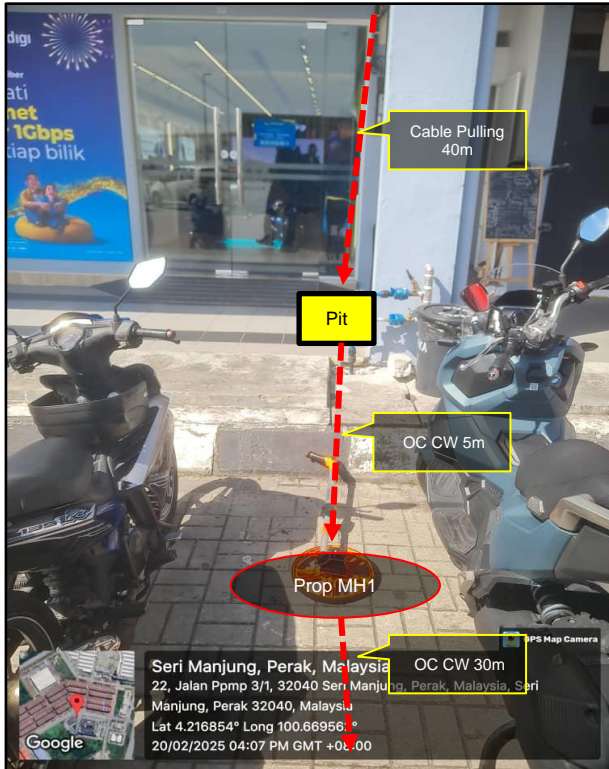 digi
iber
ati
net
1Gbps
tiap bilik
Cable Pulling
40m
Pit
OC CW 5m
Prop MH1
OC CW 30m
GPS Map Camera
Seri Manjung, Perak, Malaysia
22, Jalan Ppmp 3/1, 32040 Seri Manjung, Perak, Malaysia, Seri
Manjung, Perak 32040, Malaysia
Lat 4.216854° Long 100.669562°
20/02/2025 04:07 PM GMT +08:00
Google